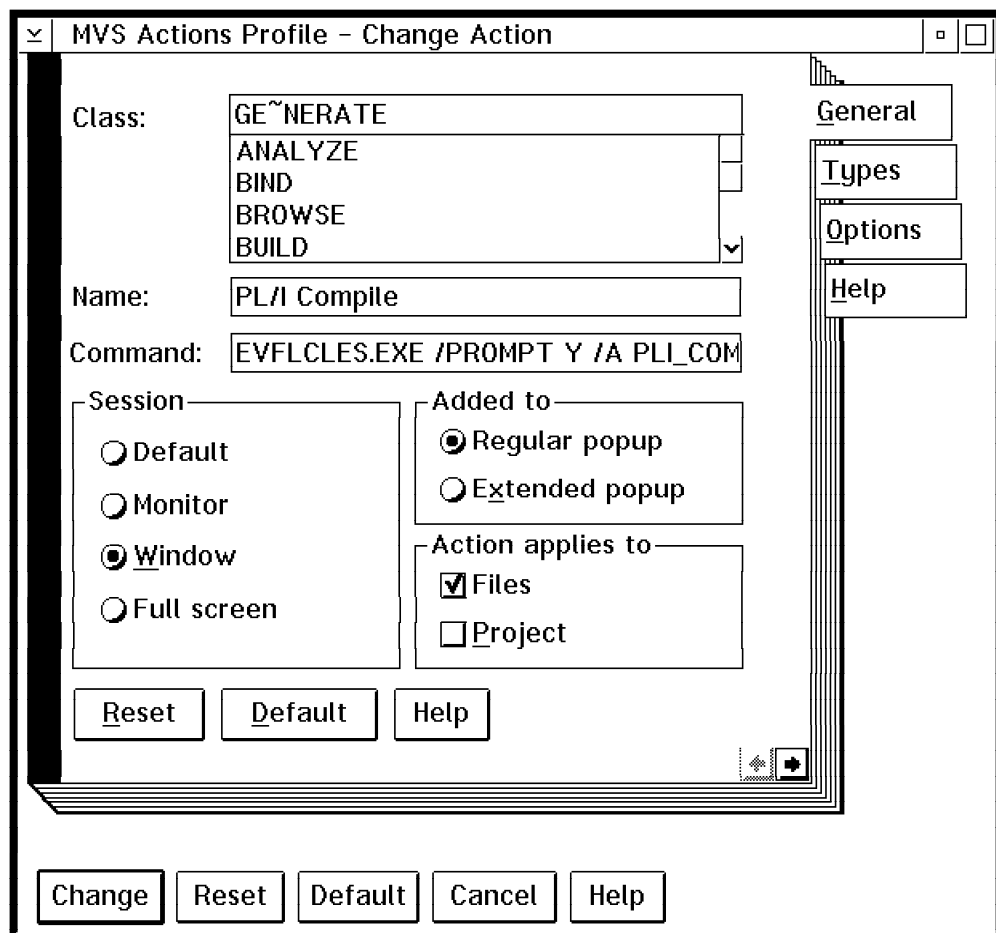 MVS Actions Profile – Change Action
Class:
GE~NERATE
ANALYZE
BIND
BROWSE
BUILD
Name:
PL/I Compile
Command:
EVFLCLES.EXE /PROMPT Y /A PLI_COM
Session
Default
Monitor
Window
Full screen
Added to
Regular popup
Extended popup
Action applies to
Files
Project
Reset
Default
Help
General
Types
Options
Help
Change
Reset
Default
Cancel
Help